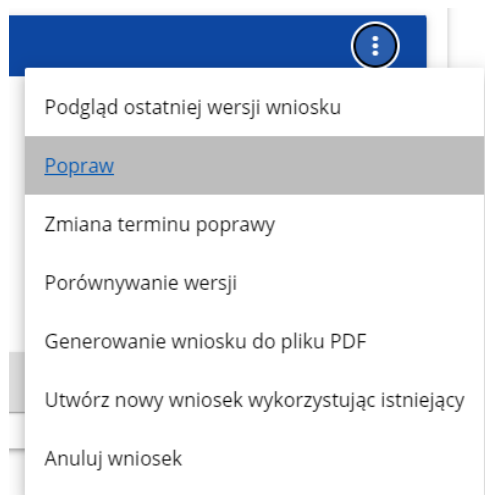 Podgląd ostatniej wersji wniosku
Popraw
Zmiana terminu poprawy
Porównywanie wersji
Generowanie wniosku do pliku PDF
Utwórz nowy wniosek wykorzystując istniejący
Anuluj wniosek